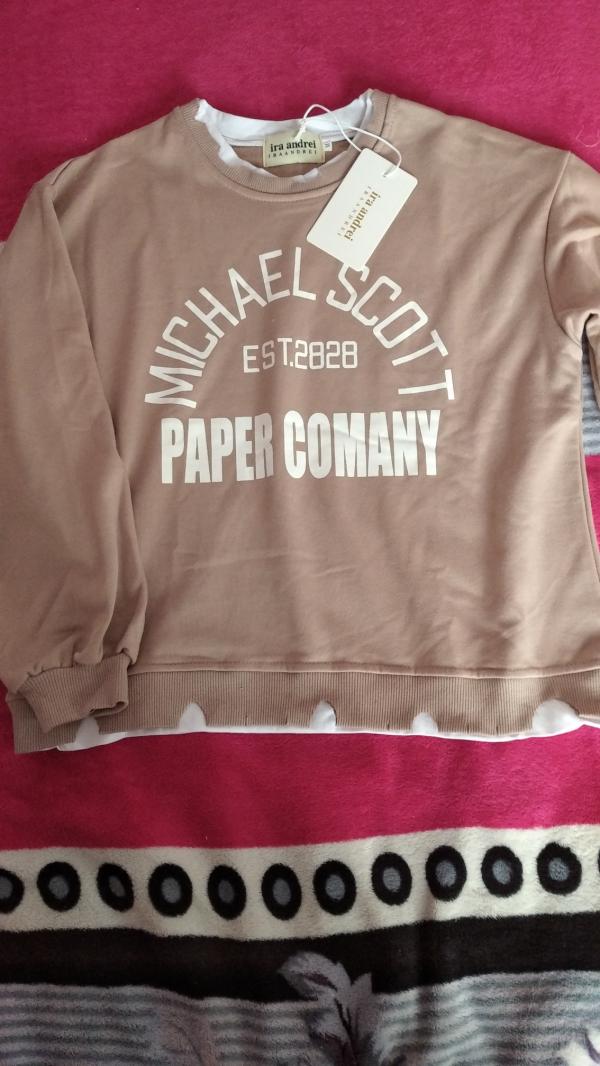 ira andrei
IRAANDREI
ira andrei
IRAANDREI
MICHAEL SCOTT
EST.2828
PAPER COMANY